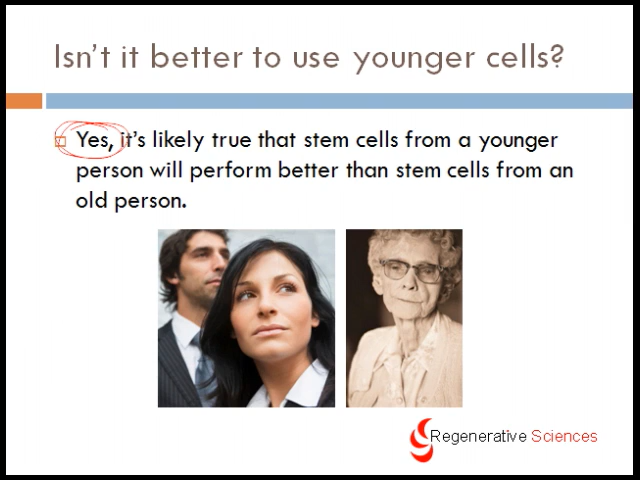 Isn't it better to use younger cells?
Yes, it's likely true that stem cells from a younger
person will perform better than stem cells from an
old person.
Regenerative Sciences